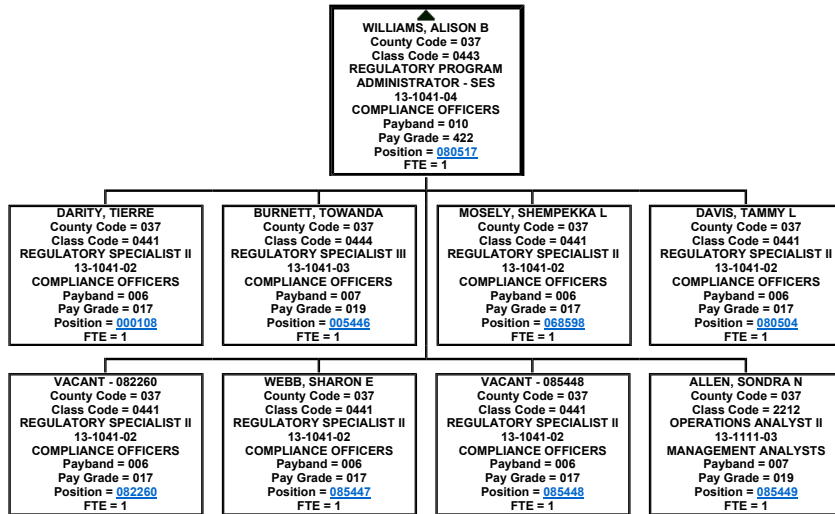 WILLIAMS, ALISON B
County Code = 037
Class Code = 0443
REGULATORY PROGRAM
ADMINISTRATOR - SES
13-1041-04
COMPLIANCE OFFICERS
Payband = 010
Pay Grade = 422
Position = 080517
FTE = 1
DARITY, TIERRE
County Code = 037
Class Code = 0441
REGULATORY SPECIALIST II
13-1041-02
COMPLIANCE OFFICERS
Payband = 006
Pay Grade = 017
Position = 000108
FTE = 1
BURNETT, TOWANDA
County Code = 037
Class Code = 0444
REGULATORY SPECIALIST III
13-1041-03
COMPLIANCE OFFICERS
Payband = 007
Pay Grade = 019
Position = 005446
FTE = 1
MOSELY, SHEMPEKKA L
County Code = 037
Class Code = 0441
REGULATORY SPECIALIST II
13-1041-02
COMPLIANCE OFFICERS
Payband = 006
Pay Grade = 017
Position = 068598
FTE = 1
DAVIS, TAMMY L
County Code = 037
Class Code = 0441
REGULATORY SPECIALIST II
13-1041-02
COMPLIANCE OFFICERS
Payband = 006
Pay Grade = 017
Position = 080504
FTE = 1
VACANT - 082260
County Code = 037
Class Code = 0441
REGULATORY SPECIALIST II
13-1041-02
COMPLIANCE OFFICERS
Payband = 006
Pay Grade = 017
Position = 082260
FTE = 1
WEBB, SHARON E
County Code = 037
Class Code = 0441
REGULATORY SPECIALIST II
13-1041-02
COMPLIANCE OFFICERS
Payband = 006
Pay Grade = 017
Position = 085447
FTE = 1
VACANT - 085448
County Code = 037
Class Code = 0441
REGULATORY SPECIALIST II
13-1041-02
COMPLIANCE OFFICERS
Payband = 006
Pay Grade = 017
Position = 085448
FTE = 1
ALLEN, SONDRA N
County Code = 037
Class Code = 2212
OPERATIONS ANALYST II
13-1111-03
MANAGEMENT ANALYSTS
Payband = 007
Pay Grade = 019
Position = 085449
FTE = 1